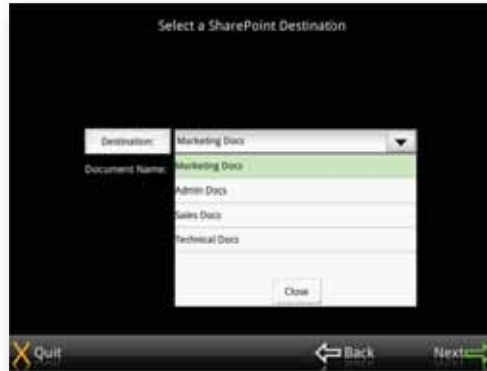 Select a SharePoint Destination
Destination: Marketing Docs
Document Name: Marketing Docs
Admin Docs
Sales Docs
Technical Docs
Close
Quit Back Next